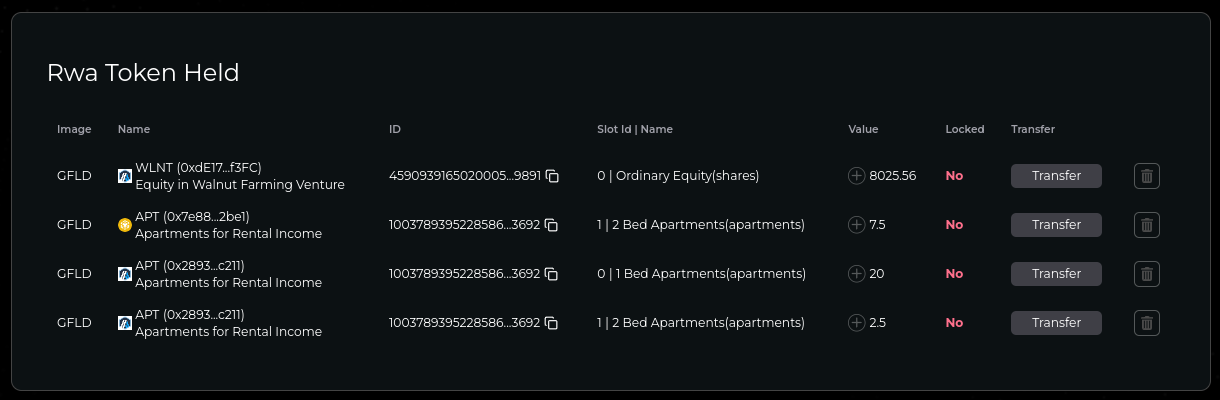 Rwa Token Held
Image Name ID Slot Id | Name Value Locked Transfer
GFLD WLNT (0xdE17...f3FC) 4590939165020005...9891 0 | Ordinary Equity(shares) 8025.56 No Transfer
Equity in Walnut Farming Venture
GFLD APT (0x7e88...2be1) 1003789395228586...3692 1 | 2 Bed Apartments(apartments) 7.5 No Transfer
Apartments for Rental Income
GFLD APT (0x2893...c211) 1003789395228586...3692 0 | 1 Bed Apartments(apartments) 20 No Transfer
Apartments for Rental Income
GFLD APT (0x2893...c211) 1003789395228586...3692 1 | 2 Bed Apartments(apartments) 2.5 No Transfer
Apartments for Rental Income